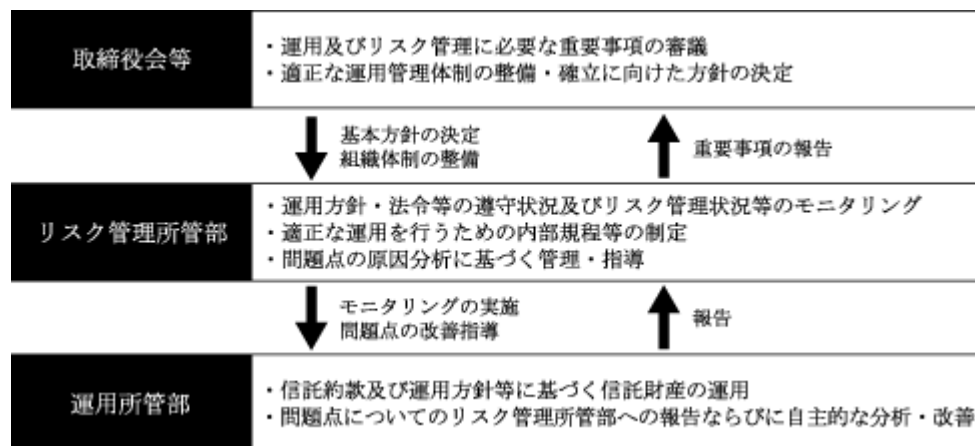 取締役会等
・運用及びリスク管理に必要な重要事項の審議
・適正な運用管理体制の整備・確立に向けた方針の決定
基本方針の決定
組織体制の整備
重要事項の報告
リスク管理所管部
・運用方針・法令等の遵守状況及びリスク管理状況等のモニタリング
・適正な運用を行うための内部規程等の制定
・問題点の原因分析に基づく管理・指導
モニタリングの実施
問題点の改善指導
報告
運用所管部
・信託約款及び運用方針等に基づく信託財産の運用
・問題点についてのリスク管理所管部への報告ならびに自主的な分析・改善